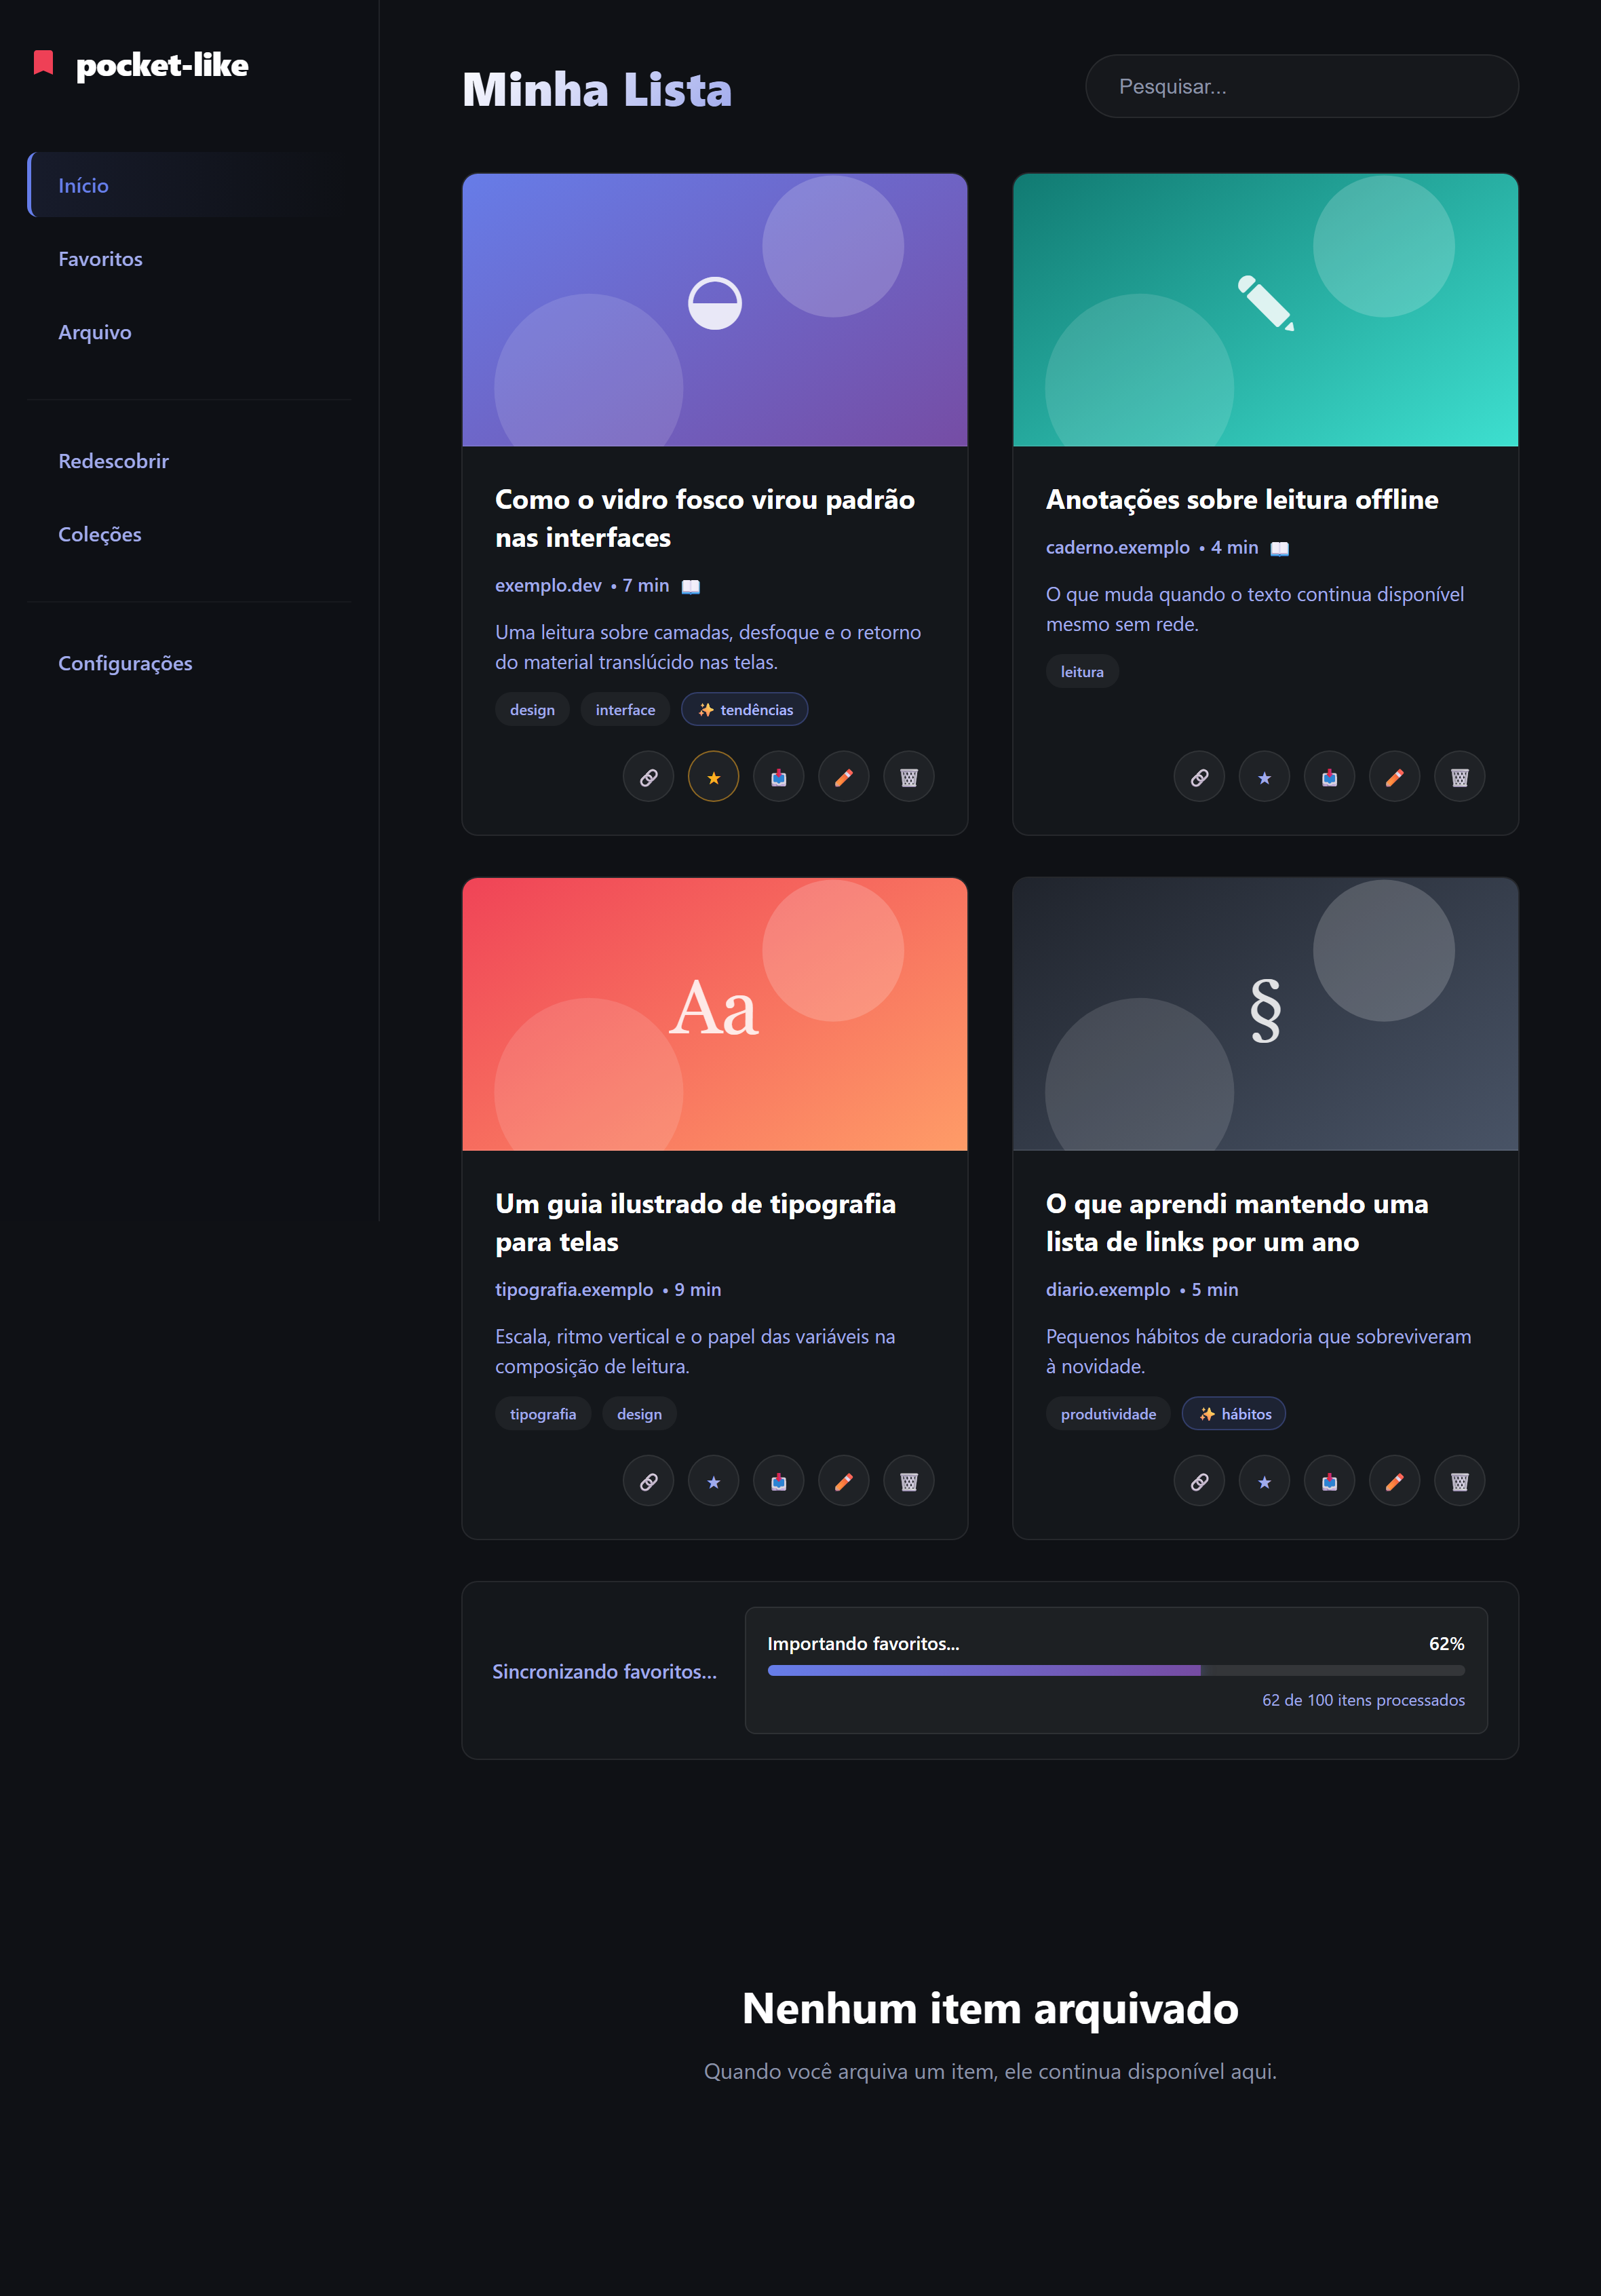 pocket-like
Início
Favoritos
Arquivo
Redescobrir
Coleções
Configurações
Minha Lista
Pesquisar...
Como o vidro fosco virou padrão
nas interfaces
exemplo.dev • 7 min 📖
Uma leitura sobre camadas, desfoque e o retorno
do material translúcido nas telas.
design interface ✨ tendências
Anotações sobre leitura offline
caderno.exemplo • 4 min 📖
O que muda quando o texto continua disponível
mesmo sem rede.
leitura
Aa
Um guia ilustrado de tipografia
para telas
tipografia.exemplo • 9 min
Escala, ritmo vertical e o papel das variáveis na
composição de leitura.
tipografia design
§
O que aprendi mantendo uma
lista de links por um ano
diario.exemplo • 5 min
Pequenos hábitos de curadoria que sobreviveram
à novidade.
produtividade ✨ hábitos
Sincronizando favoritos...
Importando favoritos... 62%
62 de 100 itens processados
Nenhum item arquivado
Quando você arquiva um item, ele continua disponível aqui.